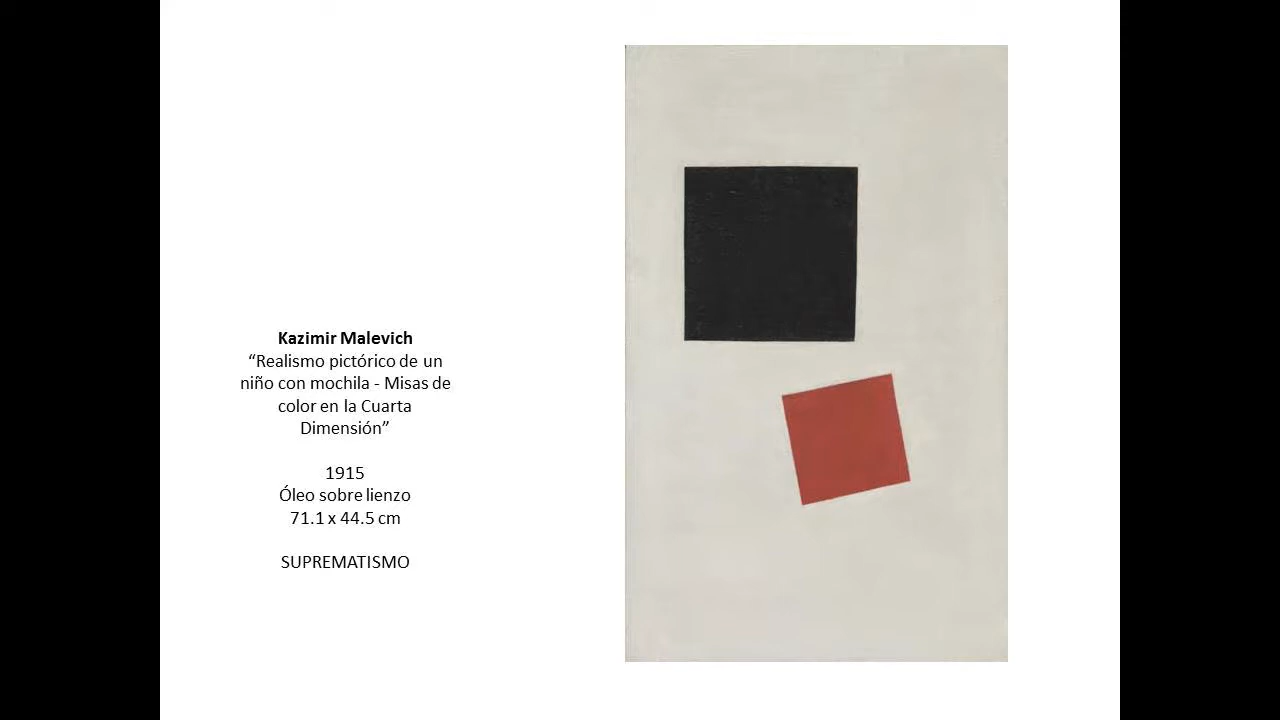 Kazimir Malevich
“Realismo pictórico de un
niño con mochila - Misas de
color en la Cuarta
Dimensión”
1915
Óleo sobre lienzo
71.1 x 44.5 cm
SUPREMATISMO